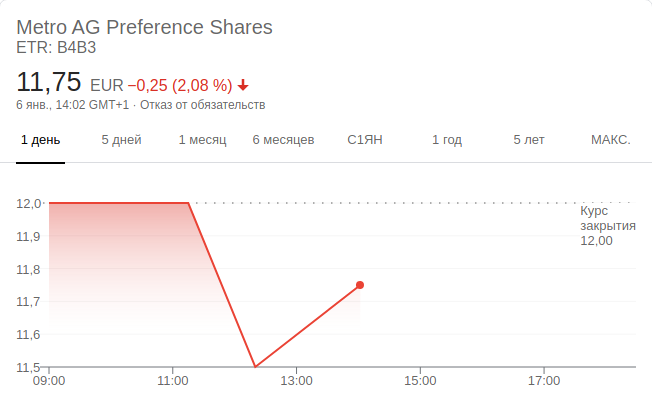 Metro AG Preference Shares
ETR: B4B3
11,75 EUR −0,25 (2,08 %)
6 янв., 14:02 GMT+1 · Отказ от обязательств
1 день 5 дней 1 месяц 6 месяцев С1ЯН 1 год 5 лет МАКС.
12,0
Курс
закрытия
12,00
11,9
11,8
11,7
11,6
11,5
09:00 11:00 13:00 15:00 17:00